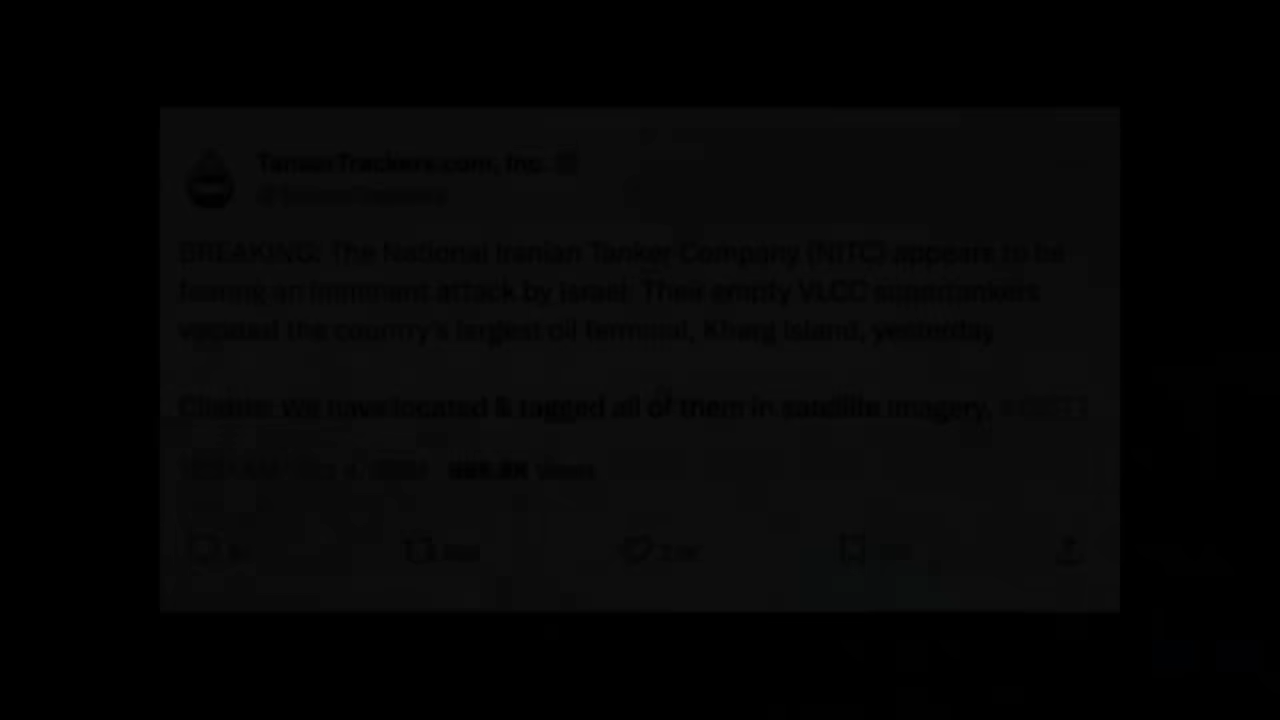 TankerTrackers.com, Inc.
@TankerTrackers
BREAKING: The National Iranian Tanker Company (NITC) appears to be
fearing an imminent attack by Israel. Their empty VLCC supertankers
vacated the country's largest oil terminal, Kharg Island, yesterday.
We have located & tagged all of them in satellite imagery.
Views